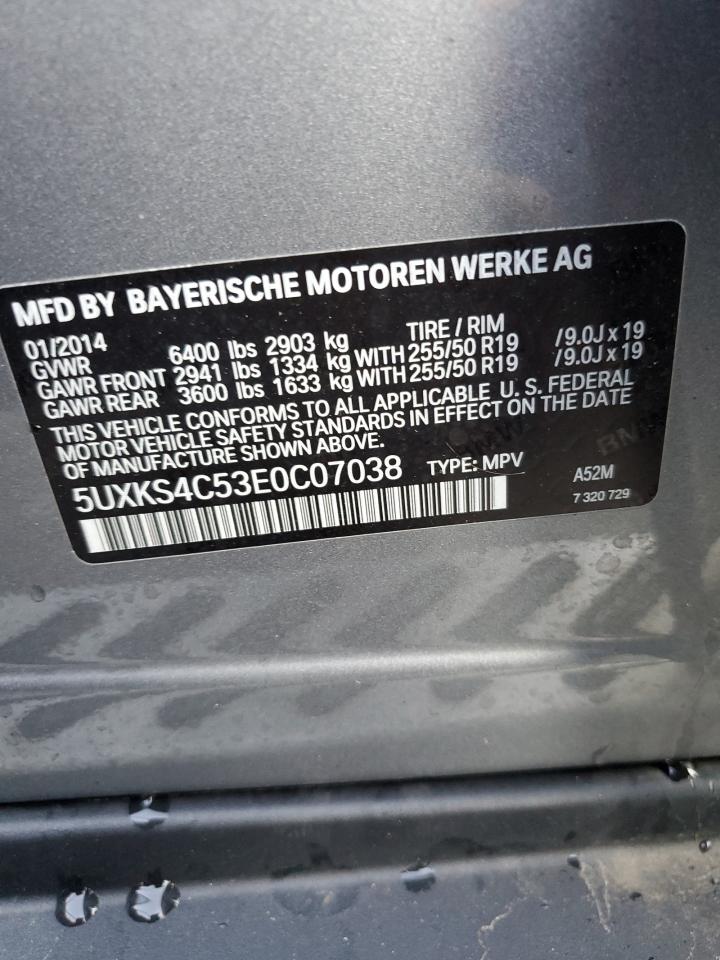 MFD BY BAYERISCHE MOTOREN WERKE AG
01/2014 TIRE / RIM
GVWR 6400 lbs 2903 kg
GAWR FRONT 2941 lbs 1334 kg WITH 255/50 R19 /9.0J x 19
GAWR REAR 3600 lbs 1633 kg WITH 255/50 R19 /9.0J x 19
THIS VEHICLE CONFORMS TO ALL APPLICABLE U. S. FEDERAL
MOTOR VEHICLE SAFETY STANDARDS IN EFFECT ON THE DATE
OF MANUFACTURE SHOWN ABOVE.
5UXKS4C53E0C07038 TYPE: MPV A52M
7 320 729